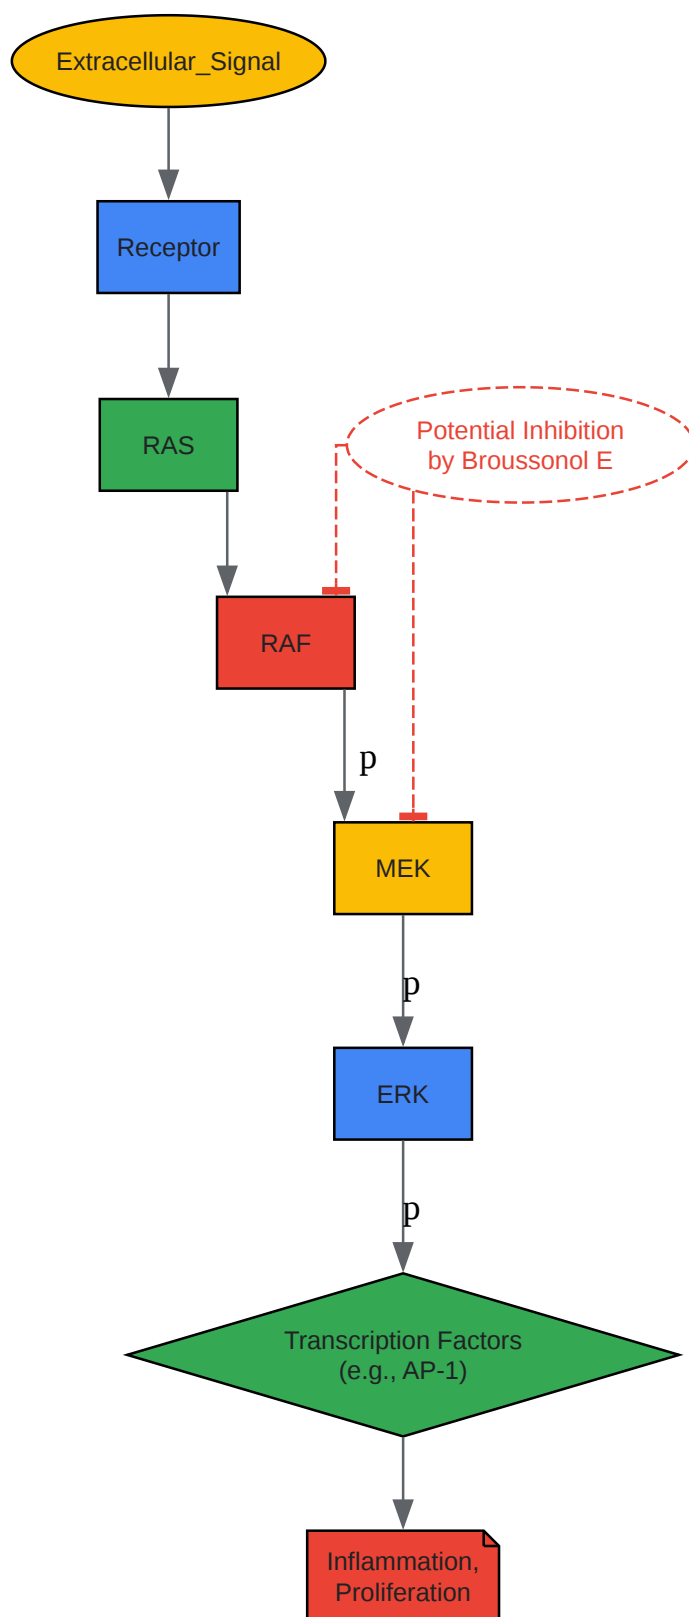 Extracellular_Signal
Receptor
RAS
Potential Inhibition
by Broussonol E
RAF
p
MEK
p
ERK
p
Transcription Factors
(e.g., AP-1)
Inflammation,
Proliferation